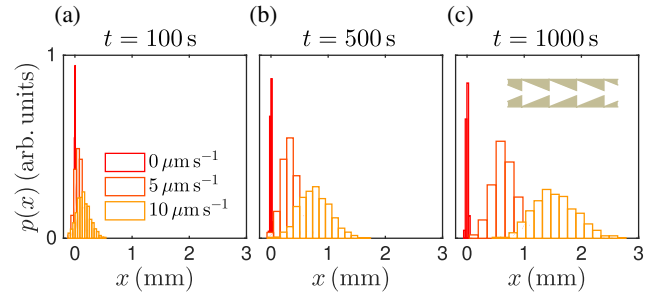 (a) (b) (c)
t = 100 s t = 500 s t = 1000 s
1
p(x) (arb. units)
0 μm s⁻¹
5 μm s⁻¹
10 μm s⁻¹
0
0 1 2 3 0 1 2 3 0 1 2 3
x (mm) x (mm) x (mm)